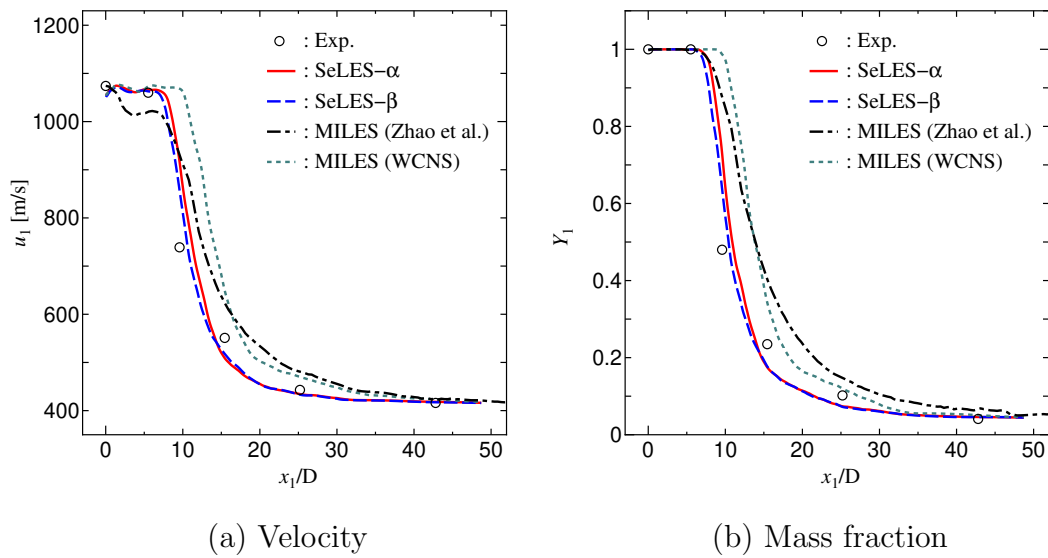 1200
1000
800
600
400
u1 [m/s]
0 10 20 30 40 50
x1/D
: Exp.
: SeLES−α
: SeLES−β
: MILES (Zhao et al.)
: MILES (WCNS)
(a) Velocity
1
0.8
0.6
0.4
0.2
0
Y1
0 10 20 30 40 50
x1/D
: Exp.
: SeLES−α
: SeLES−β
: MILES (Zhao et al.)
: MILES (WCNS)
(b) Mass fraction